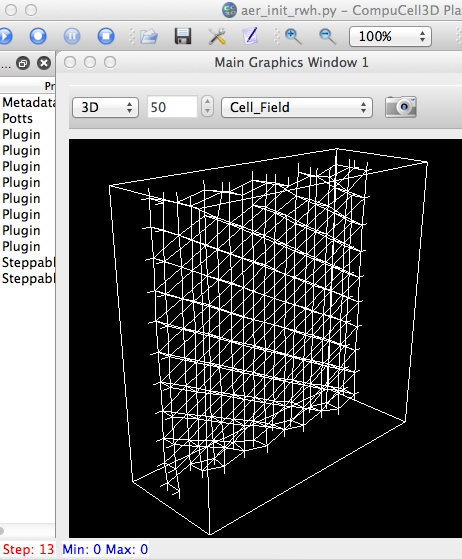 aer_init_rwh.py – CompuCell3D Pla
100%
...
Main Graphics Window 1
Pr
3D
50
Cell_Field
Metadata
Potts
Plugin
Plugin
Plugin
Plugin
Plugin
Plugin
Plugin
Plugin
Steppabl
Steppabl
Step: 13
Min: 0 Max: 0